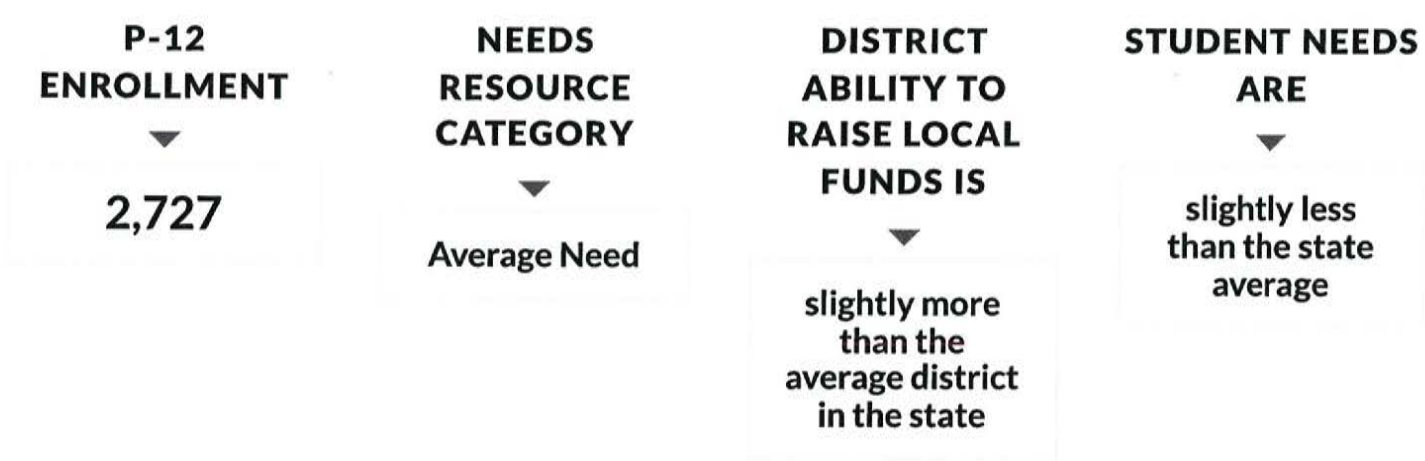 P-12
ENROLLMENT
2,727
NEEDS
RESOURCE
CATEGORY
Average Need
DISTRICT
ABILITY TO
RAISE LOCAL
FUNDS IS
slightly more
than the
average district
in the state
STUDENT NEEDS
ARE
slightly less
than the state
average